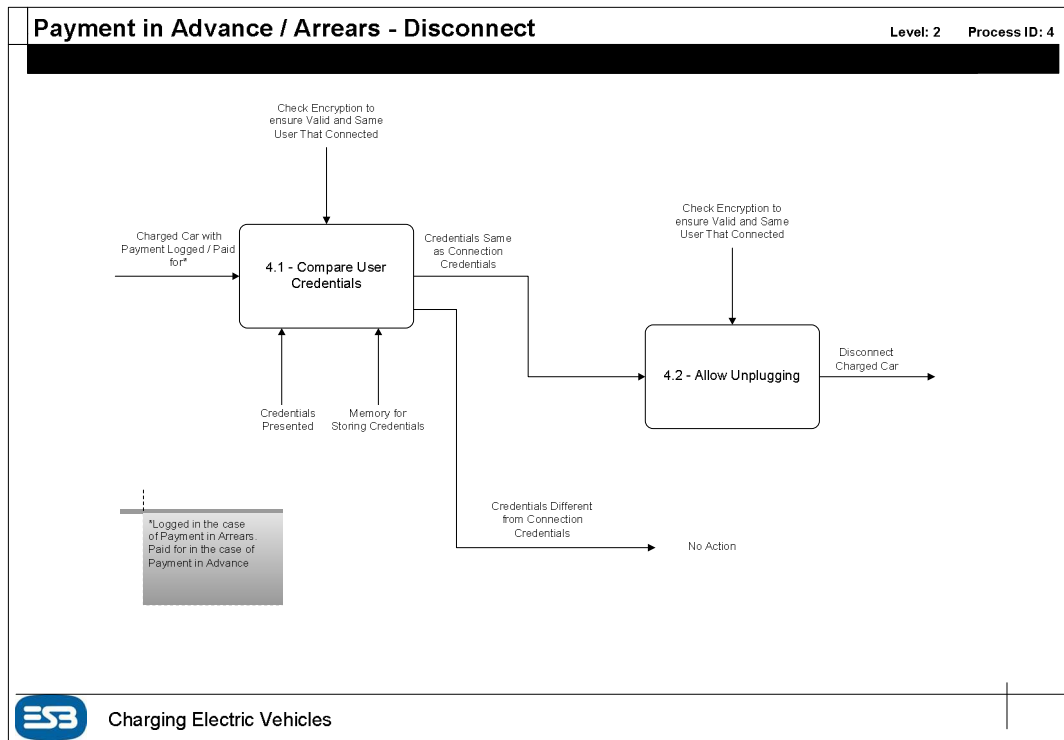 Payment in Advance / Arrears - Disconnect
Level: 2 Process ID: 4
Check Encryption to
ensure Valid and Same
User That Connected
Charged Car with
Payment Logged / Paid
for*
4.1 - Compare User
Credentials
Credentials Same
as Connection
Credentials
Check Encryption to
ensure Valid and Same
User That Connected
4.2 - Allow Unplugging
Disconnect
Charged Car
Credentials
Presented
Memory for
Storing Credentials
Credentials Different
from Connection
Credentials
No Action
*Logged in the case
of Payment in Arrears.
Paid for in the case of
Payment in Advance
ESB
Charging Electric Vehicles